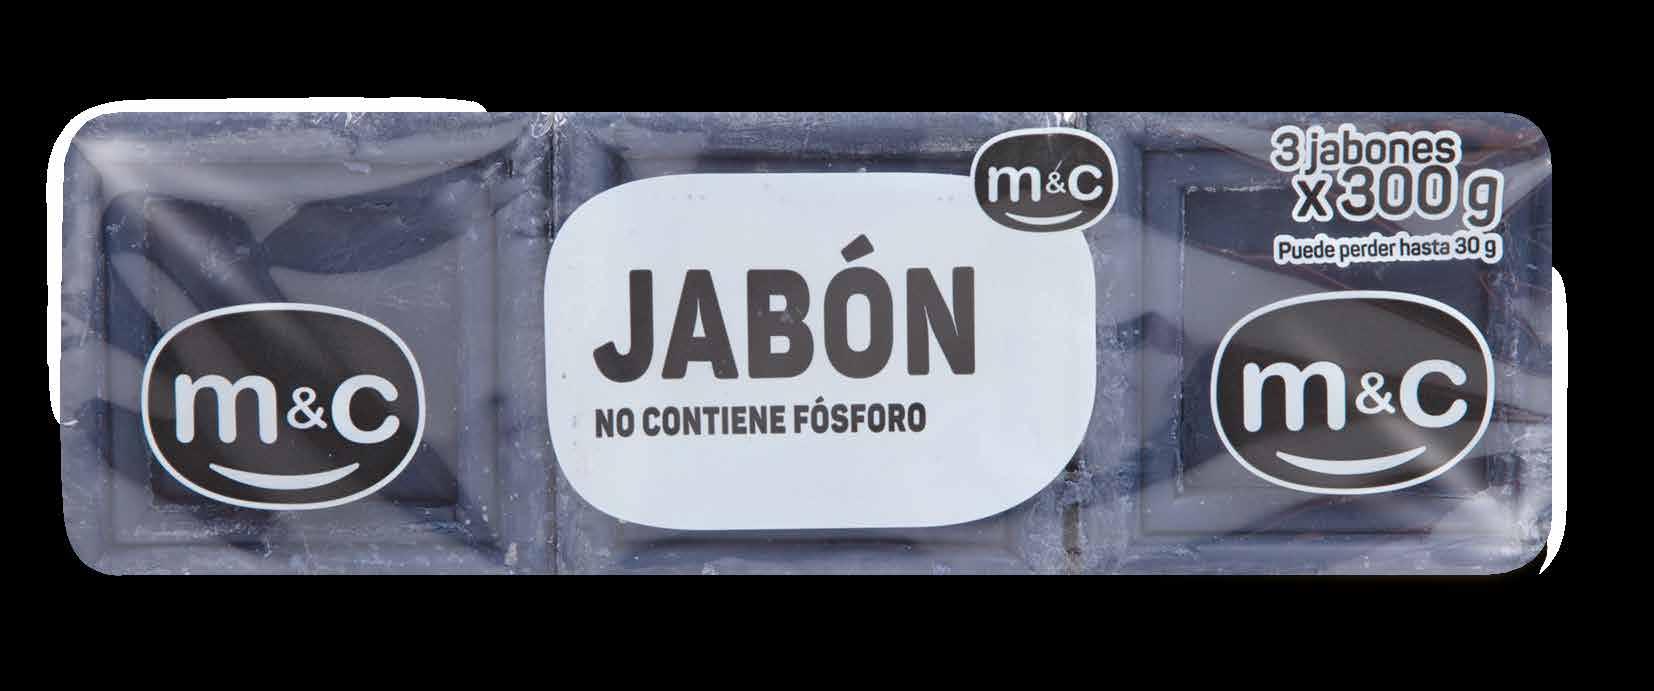 m&c
3 jabones
x 300 g
Puede perder hasta 30 g
JABÓN
NO CONTIENE FÓSFORO
m&c
m&c